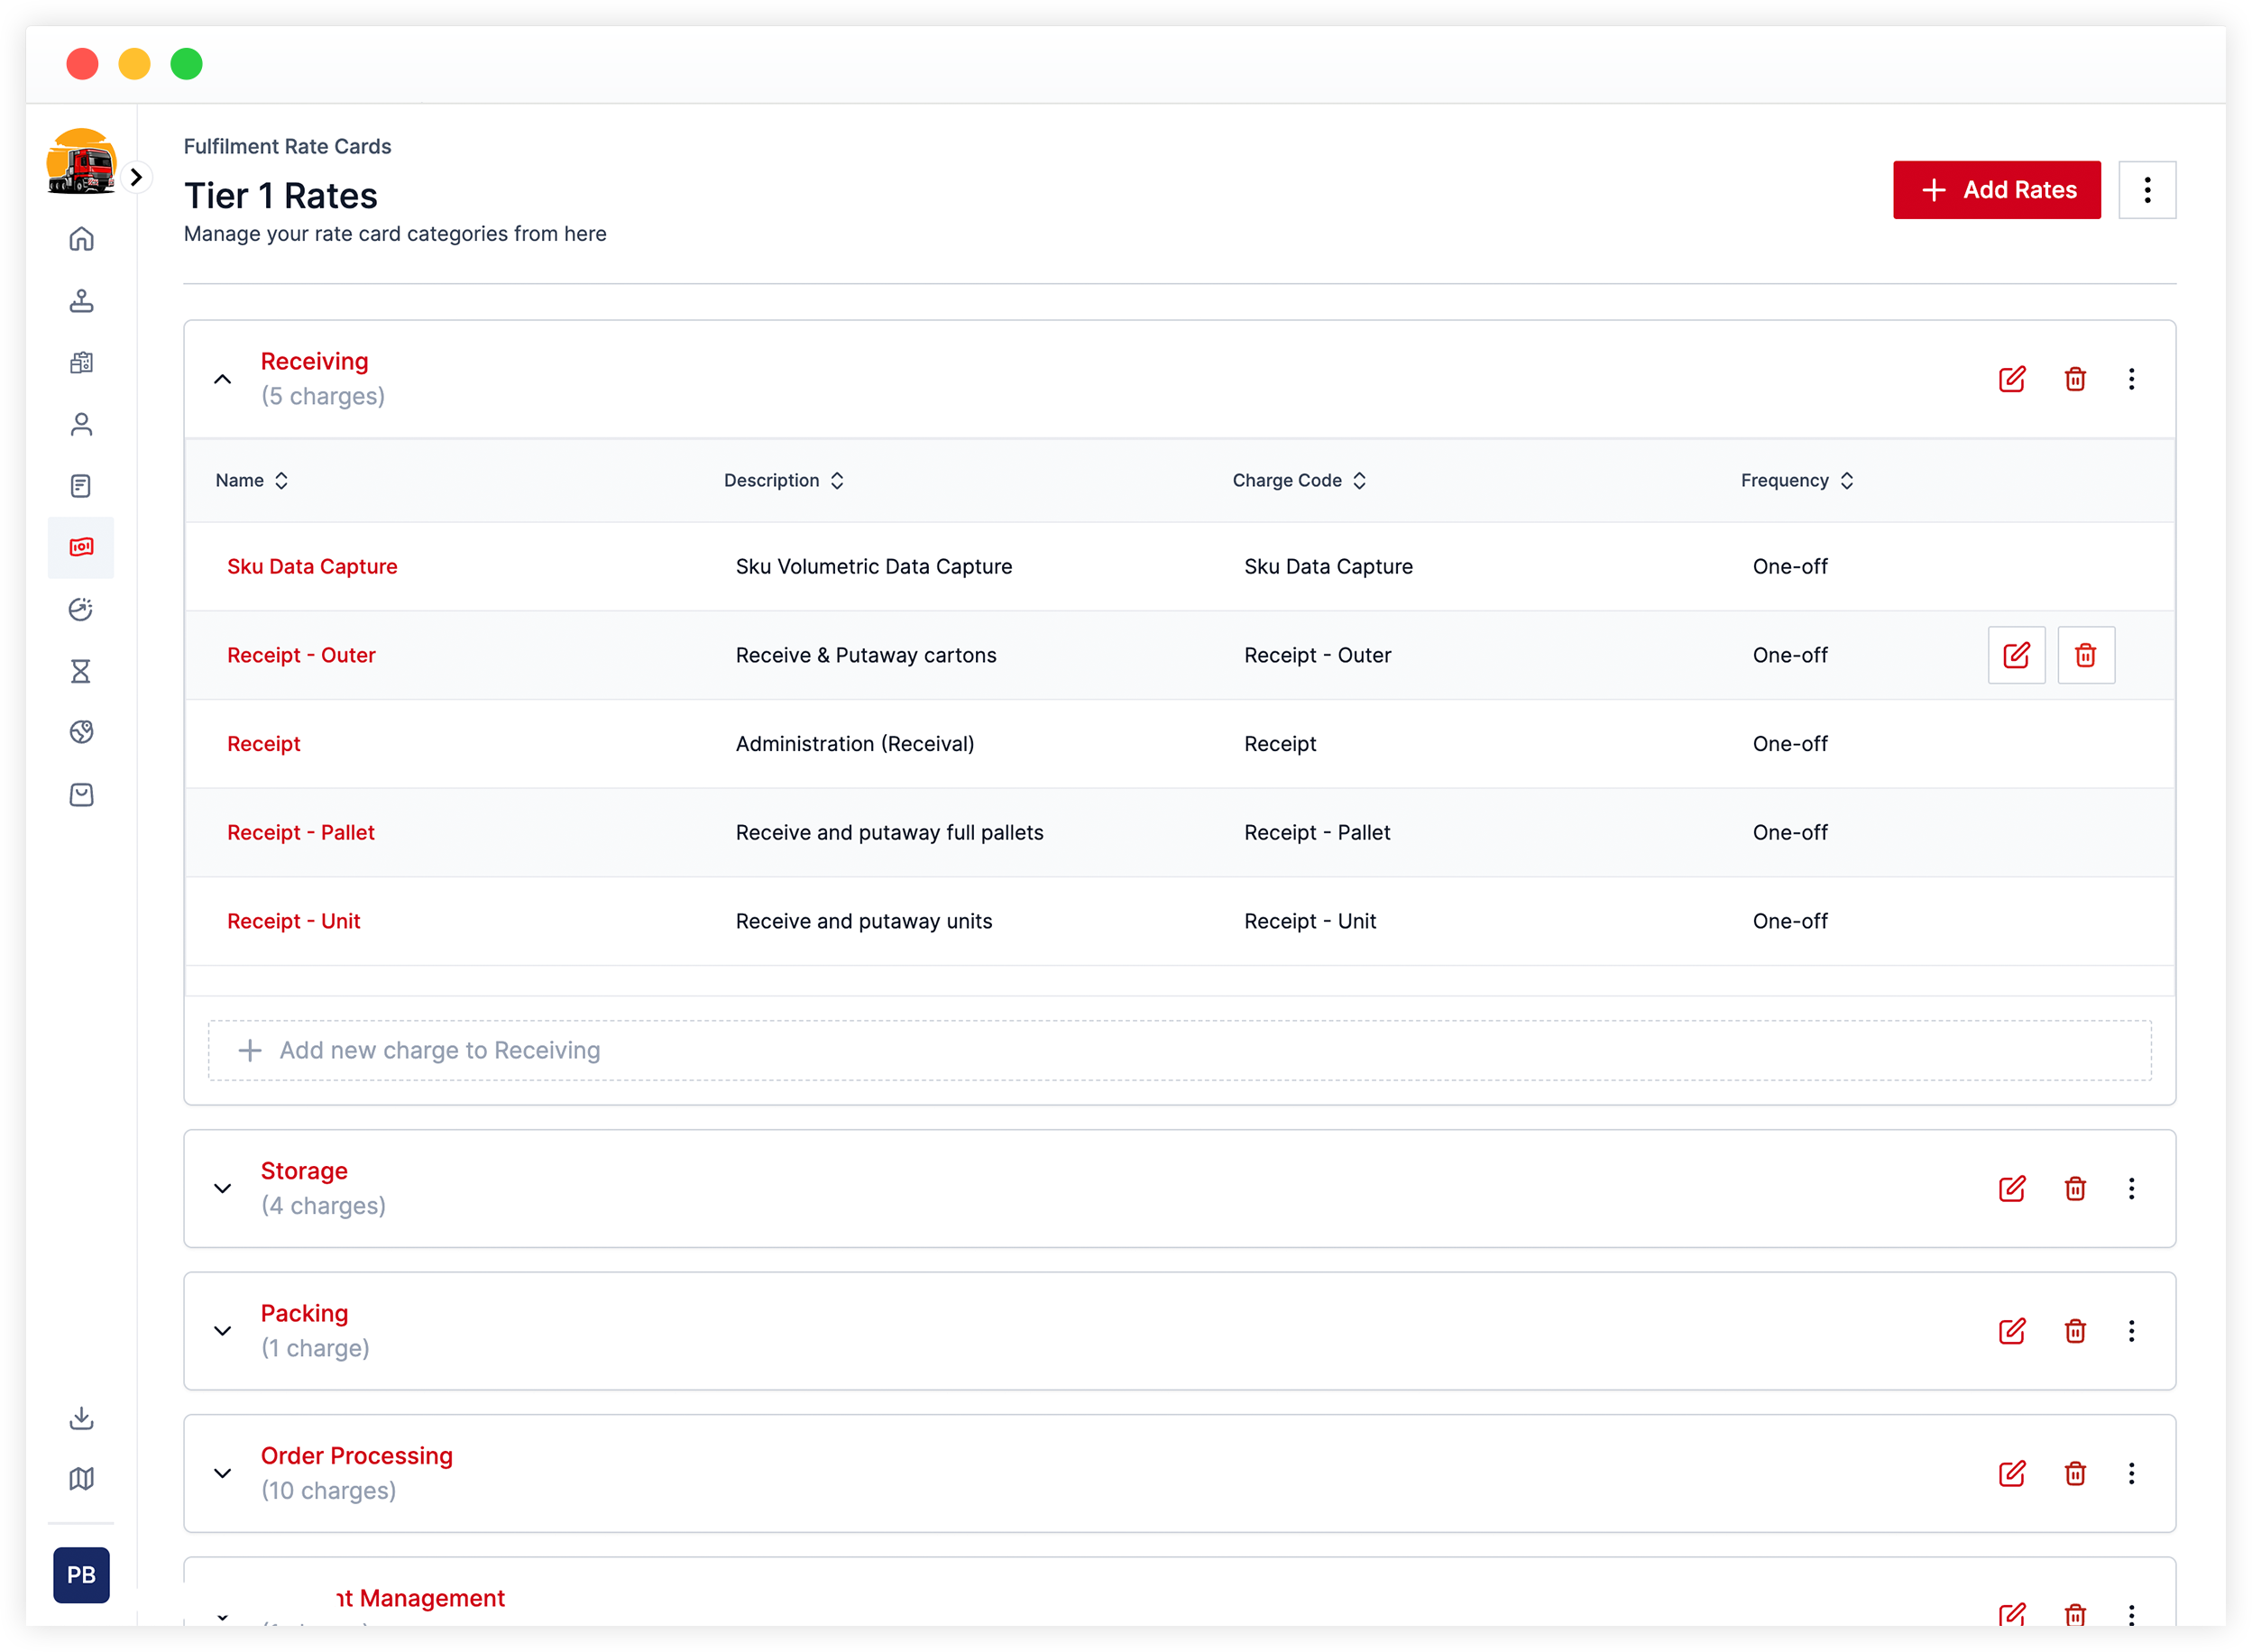 Fulfilment Rate Cards
Tier 1 Rates
Manage your rate card categories from here
Add Rates
Receiving
(5 charges)
Name Description Charge Code Frequency
Sku Data Capture Sku Volumetric Data Capture Sku Data Capture One-off
Receipt - Outer Receive & Putaway cartons Receipt - Outer One-off
Receipt Administration (Receival) Receipt One-off
Receipt - Pallet Receive and putaway full pallets Receipt - Pallet One-off
Receipt - Unit Receive and putaway units Receipt - Unit One-off
Add new charge to Receiving
Storage
(4 charges)
Packing
(1 charge)
Order Processing
(10 charges)
Management
PB